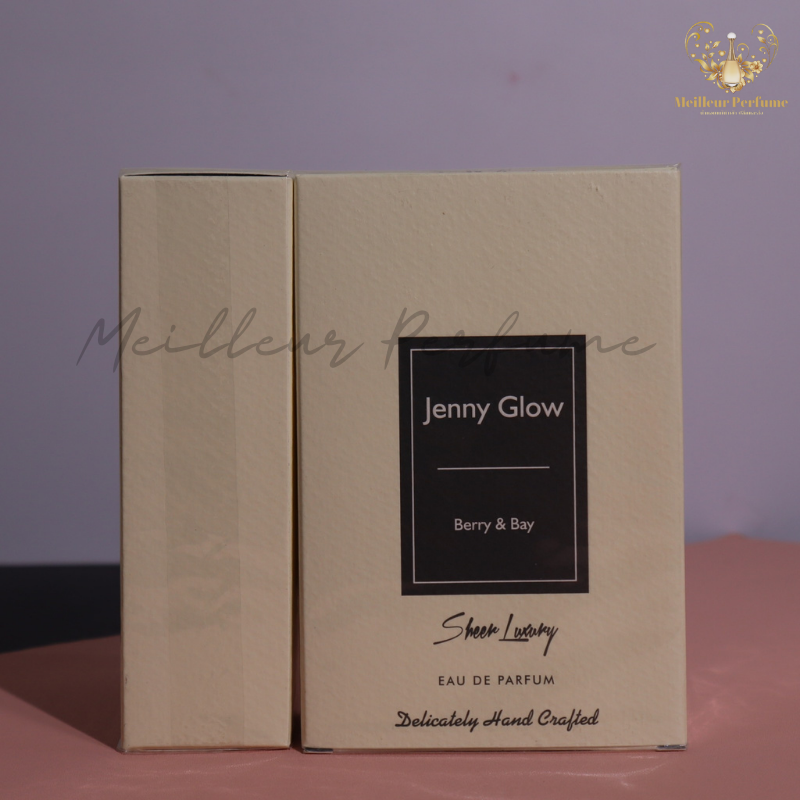 Meilleur Perfume
Meilleur Perfume
Jenny Glow
Berry & Bay
Sheer Luxury
EAU DE PARFUM
Delicately Hand Crafted